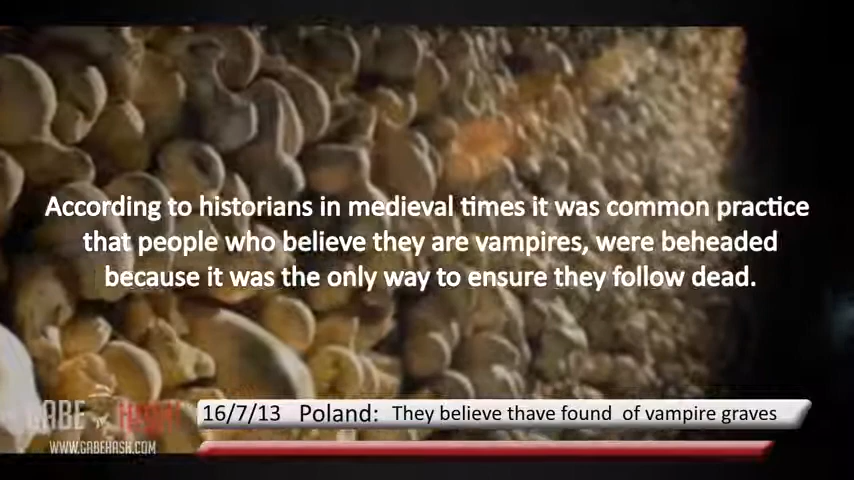 According to historians in medieval times it was common practice
that people who believe they are vampires, were beheaded
because it was the only way to ensure they follow dead.
GABE HASH
16/7/13 Poland: They believe thave found of vampire graves
WWW.GABEHASH.COM